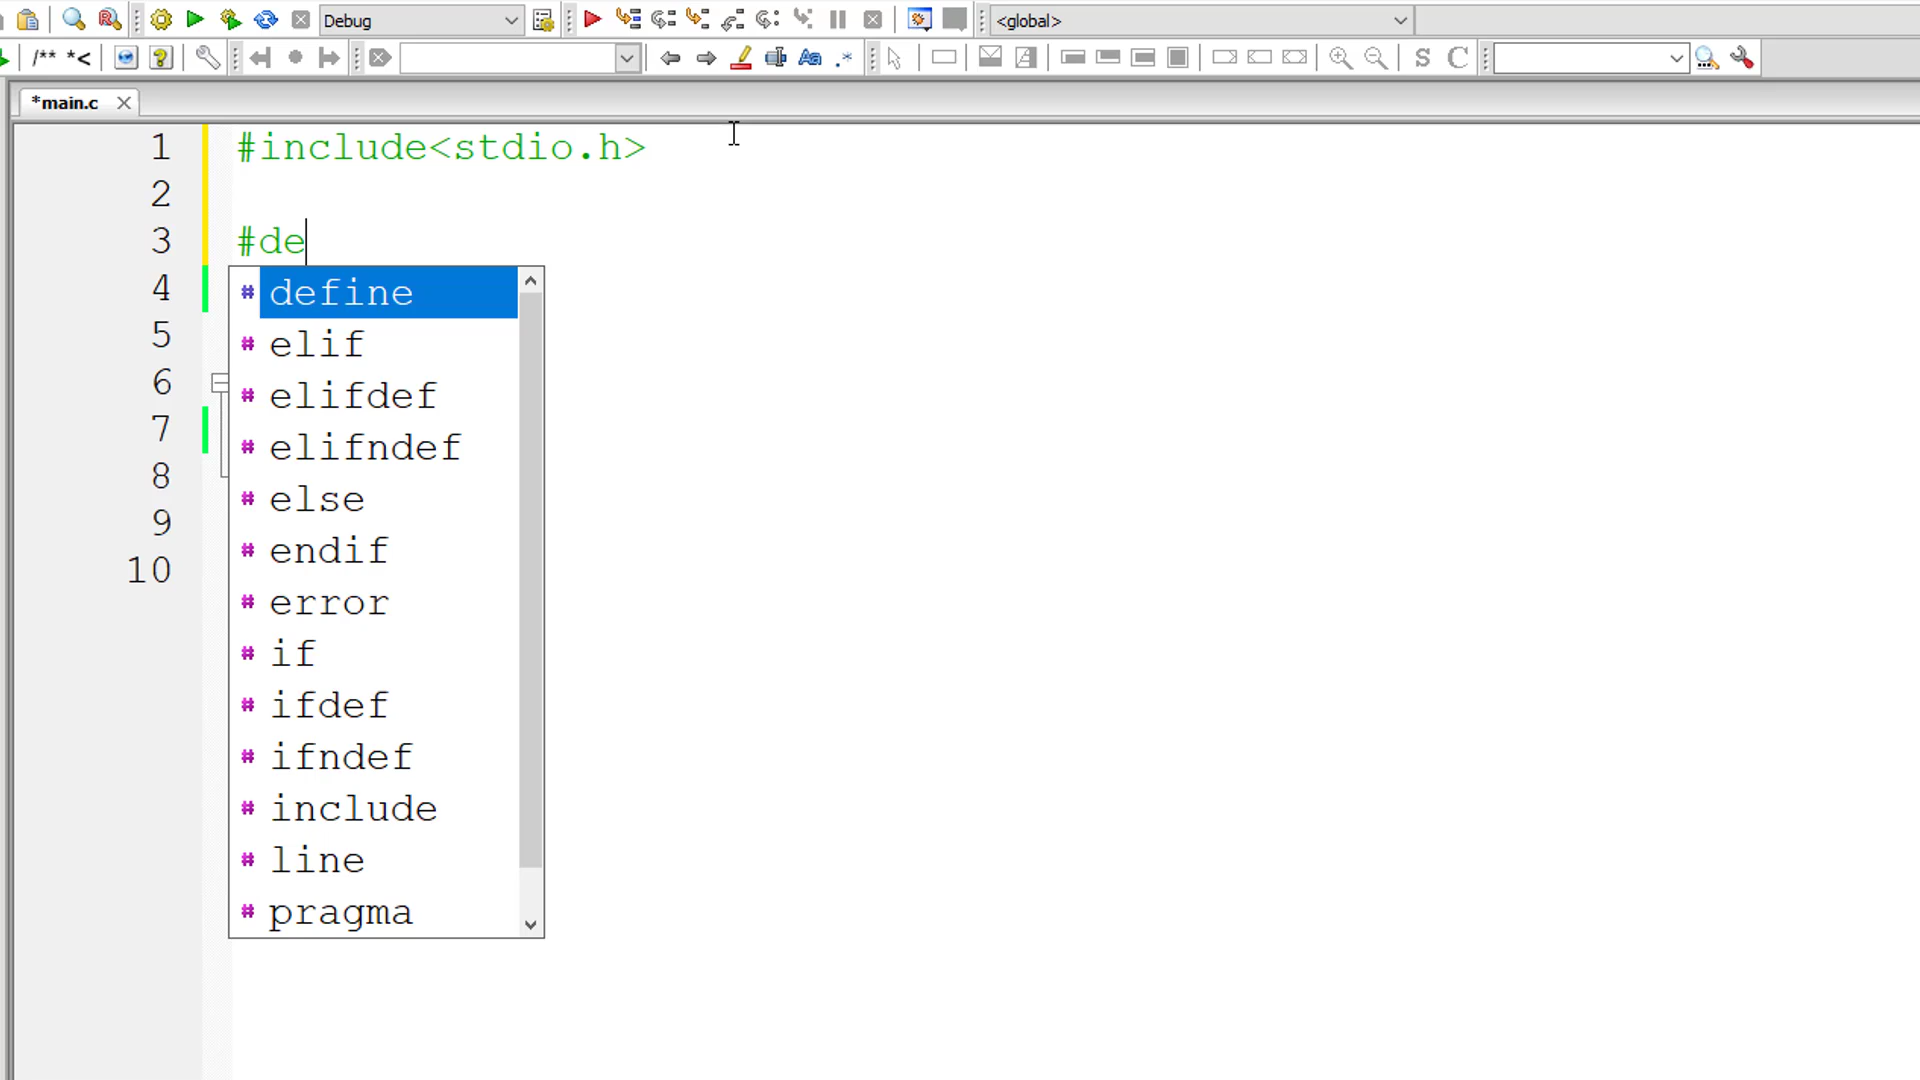 Debug
<global>
/** *<
S C
*main.c
1 #include<stdio.h>
2
3 #de
4
5
6
7
8
9
10
# define
# elif
# elifdef
# elifndef
# else
# endif
# error
# if
# ifdef
# ifndef
# include
# line
# pragma